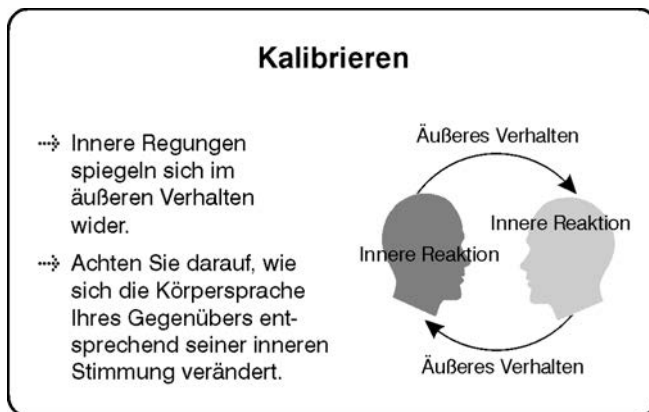 Kalibrieren
Innere Regungen
spiegeln sich im
äußeren Verhalten
wider.
Achten Sie darauf, wie
sich die Körpersprache
Ihres Gegenübers ent-
sprechend seiner inneren
Stimmung verändert.
Äußeres Verhalten
Innere Reaktion
Innere Reaktion
Äußeres Verhalten